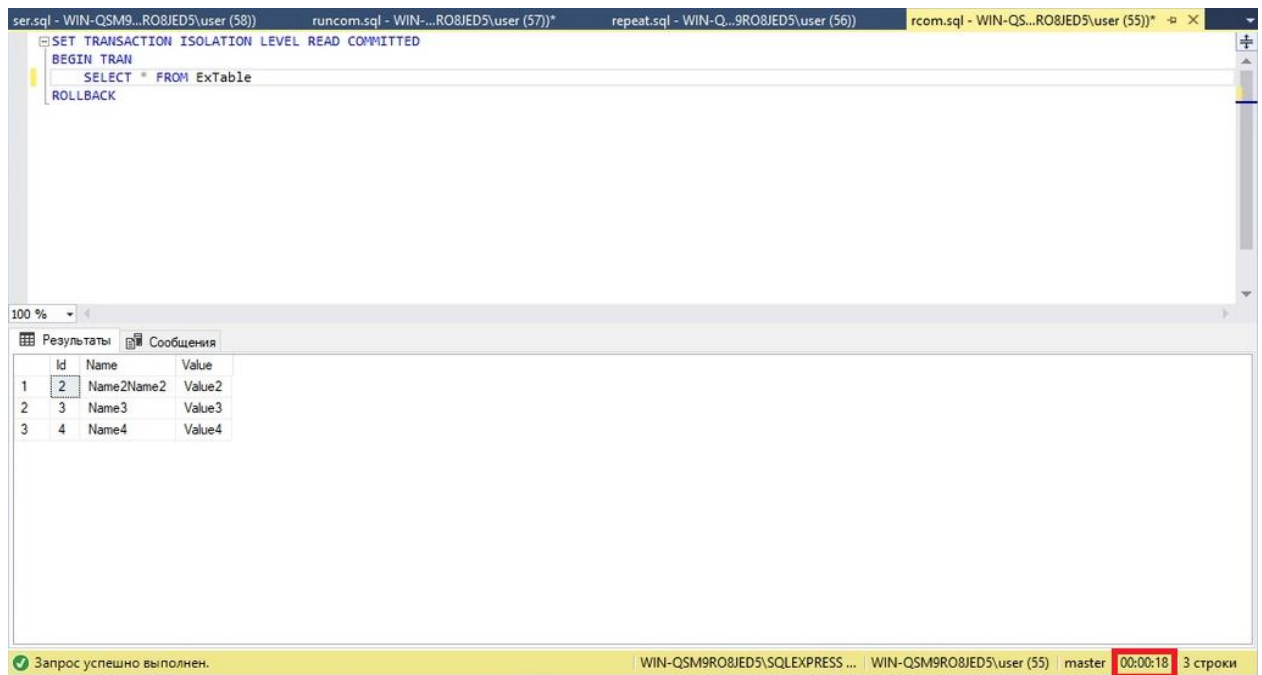 ser.sql - WIN-QSM9...RO8JED5\user (58)) runcom.sql - WIN-...RO8JED5\user (57))* repeat.sql - WIN-Q...9RO8JED5\user (56)) rcom.sql - WIN-QS...RO8JED5\user (55))*
SET TRANSACTION ISOLATION LEVEL READ COMMITTED
BEGIN TRAN
SELECT * FROM ExTable
ROLLBACK
100 %
Результаты Сообщения
Id Name Value
1 2 Name2Name2 Value2
2 3 Name3 Value3
3 4 Name4 Value4
Запрос успешно выполнен. WIN-QSM9RO8JED5\SQLEXPRESS ... WIN-QSM9RO8JED5\user (55) master 00:00:18 3 строки